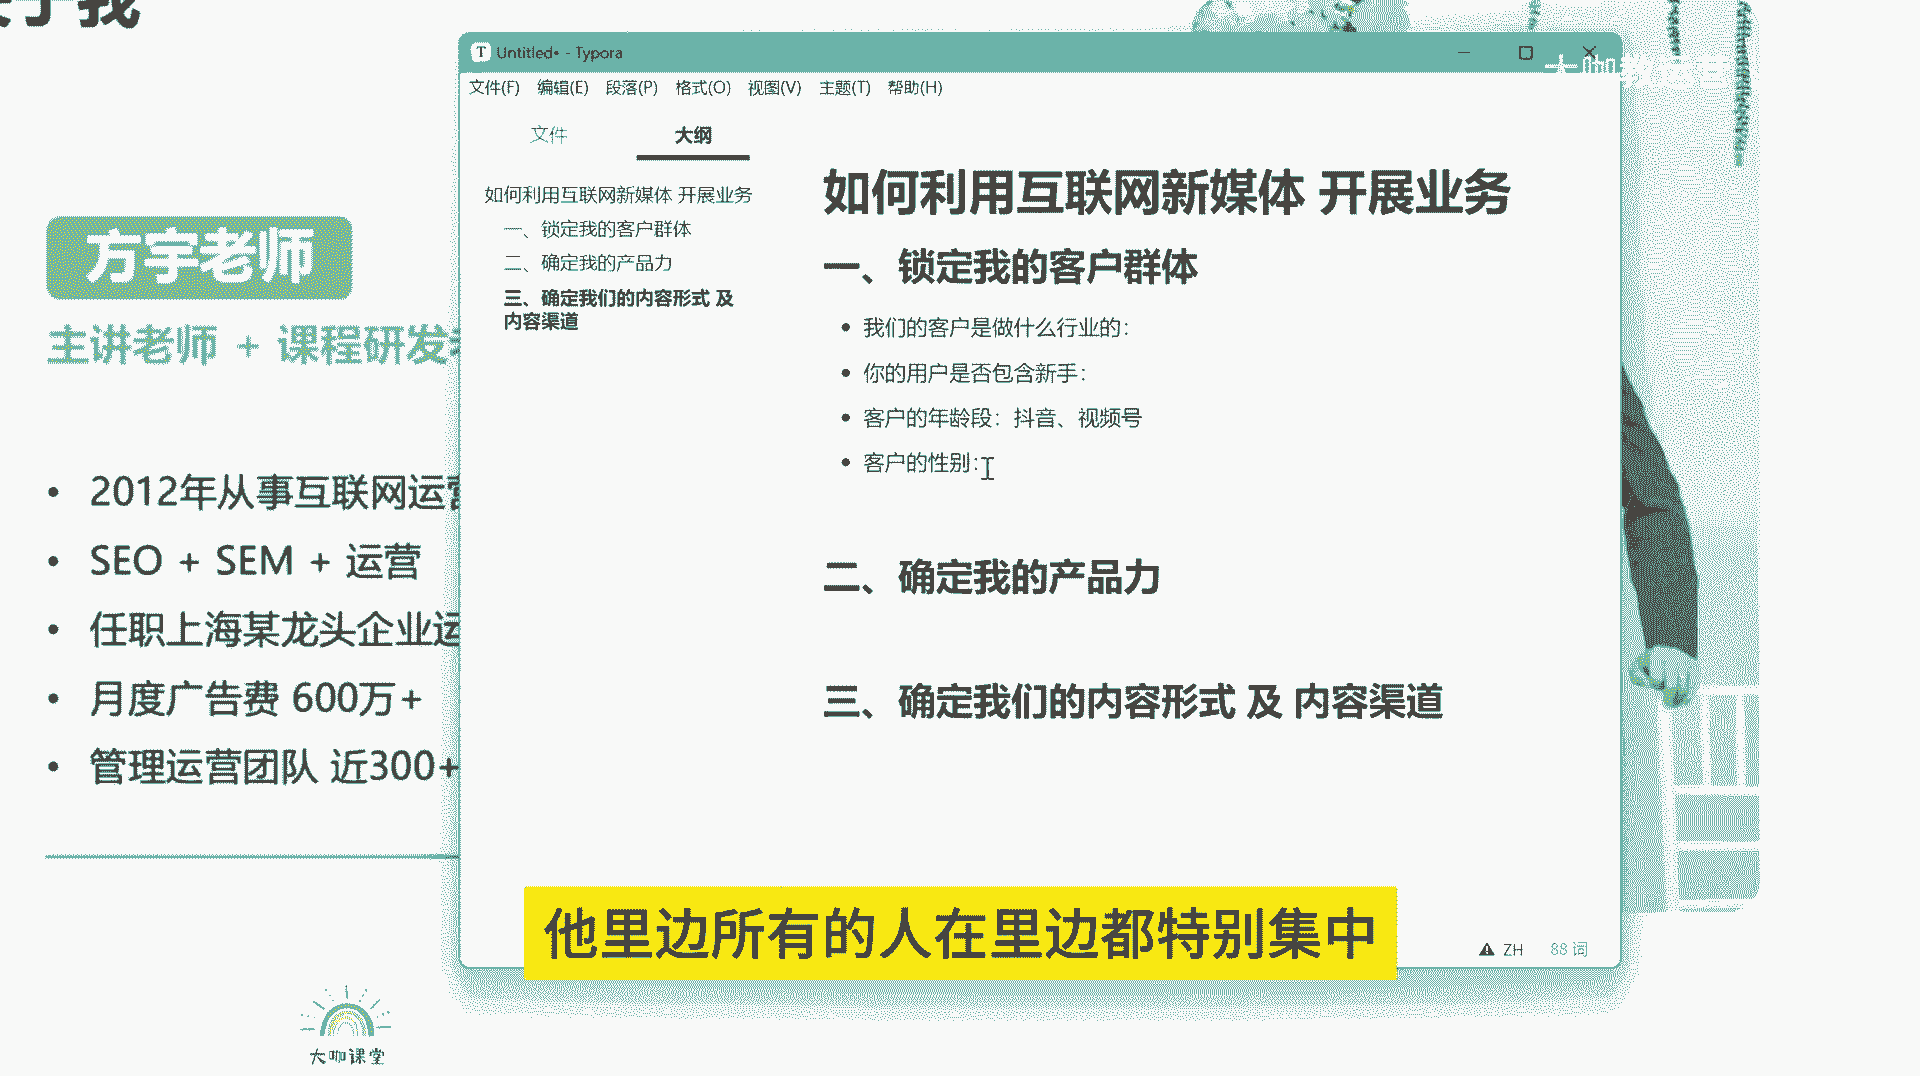 于我
方宇老师
主讲老师 + 课程研发
2012年从事互联网运营
SEO + SEM + 运营
任职上海某龙头企业运
月度广告费 600万+
管理运营团队 近300+
大咖课堂
Untitled• - Typora
大咖教运营
文件(F) 编辑(E) 段落(P) 格式(O) 视图(V) 主题(T) 帮助(H)
文件 大纲
如何利用互联网新媒体 开展业务
一、锁定我的客户群体
二、确定我的产品力
三、确定我们的内容形式 及
内容渠道
如何利用互联网新媒体 开展业务
一、锁定我的客户群体
我们的客户是做什么行业的：
你的用户是否包含新手：
客户的年龄段：抖音、视频号
客户的性别：
二、确定我的产品力
三、确定我们的内容形式 及 内容渠道
ZH 88 词
他里边所有的人在里边都特别集中